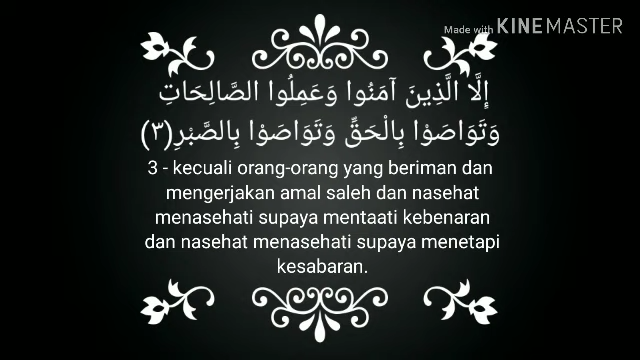 Made with KINEMASTER
إِلَّا الَّذِينَ آمَنُوا وَعَمِلُوا الصَّالِحَاتِ
وَتَوَاصَوْا بِالْحَقِّ وَتَوَاصَوْا بِالصَّبْرِ(٣)
3 - kecuali orang-orang yang beriman dan
mengerjakan amal saleh dan nasehat
menasehati supaya mentaati kebenaran
dan nasehat menasehati supaya menetapi
kesabaran.